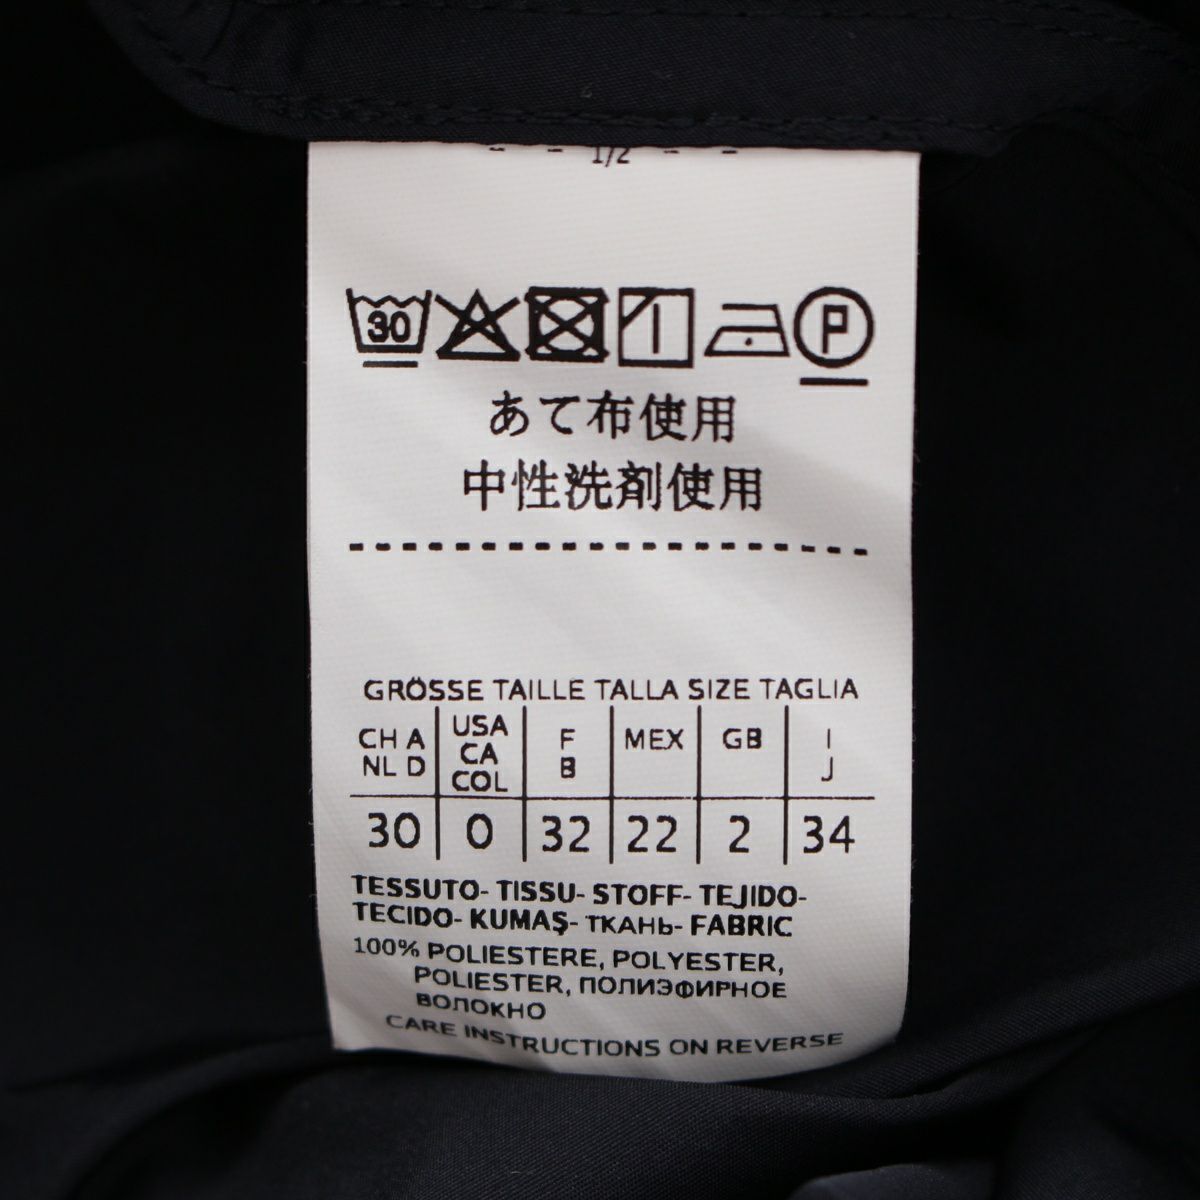 - - 1/2 - -
30 P
あて布使用
中性洗剤使用
GRÖSSE TAILLE TALLA SIZE TAGLIA
CH A NL D USA CA COL F B MEX GB I J
30 0 32 22 2 34
TESSUTO- TISSU- STOFF- TEJIDO-
TECIDO- KUMAŞ- ТКАНЬ- FABRIC
100% POLIESTERE, POLYESTER,
POLIESTER, ПОЛИЭФИРНОЕ
ВОЛОКНО
CARE INSTRUCTIONS ON REVERSE